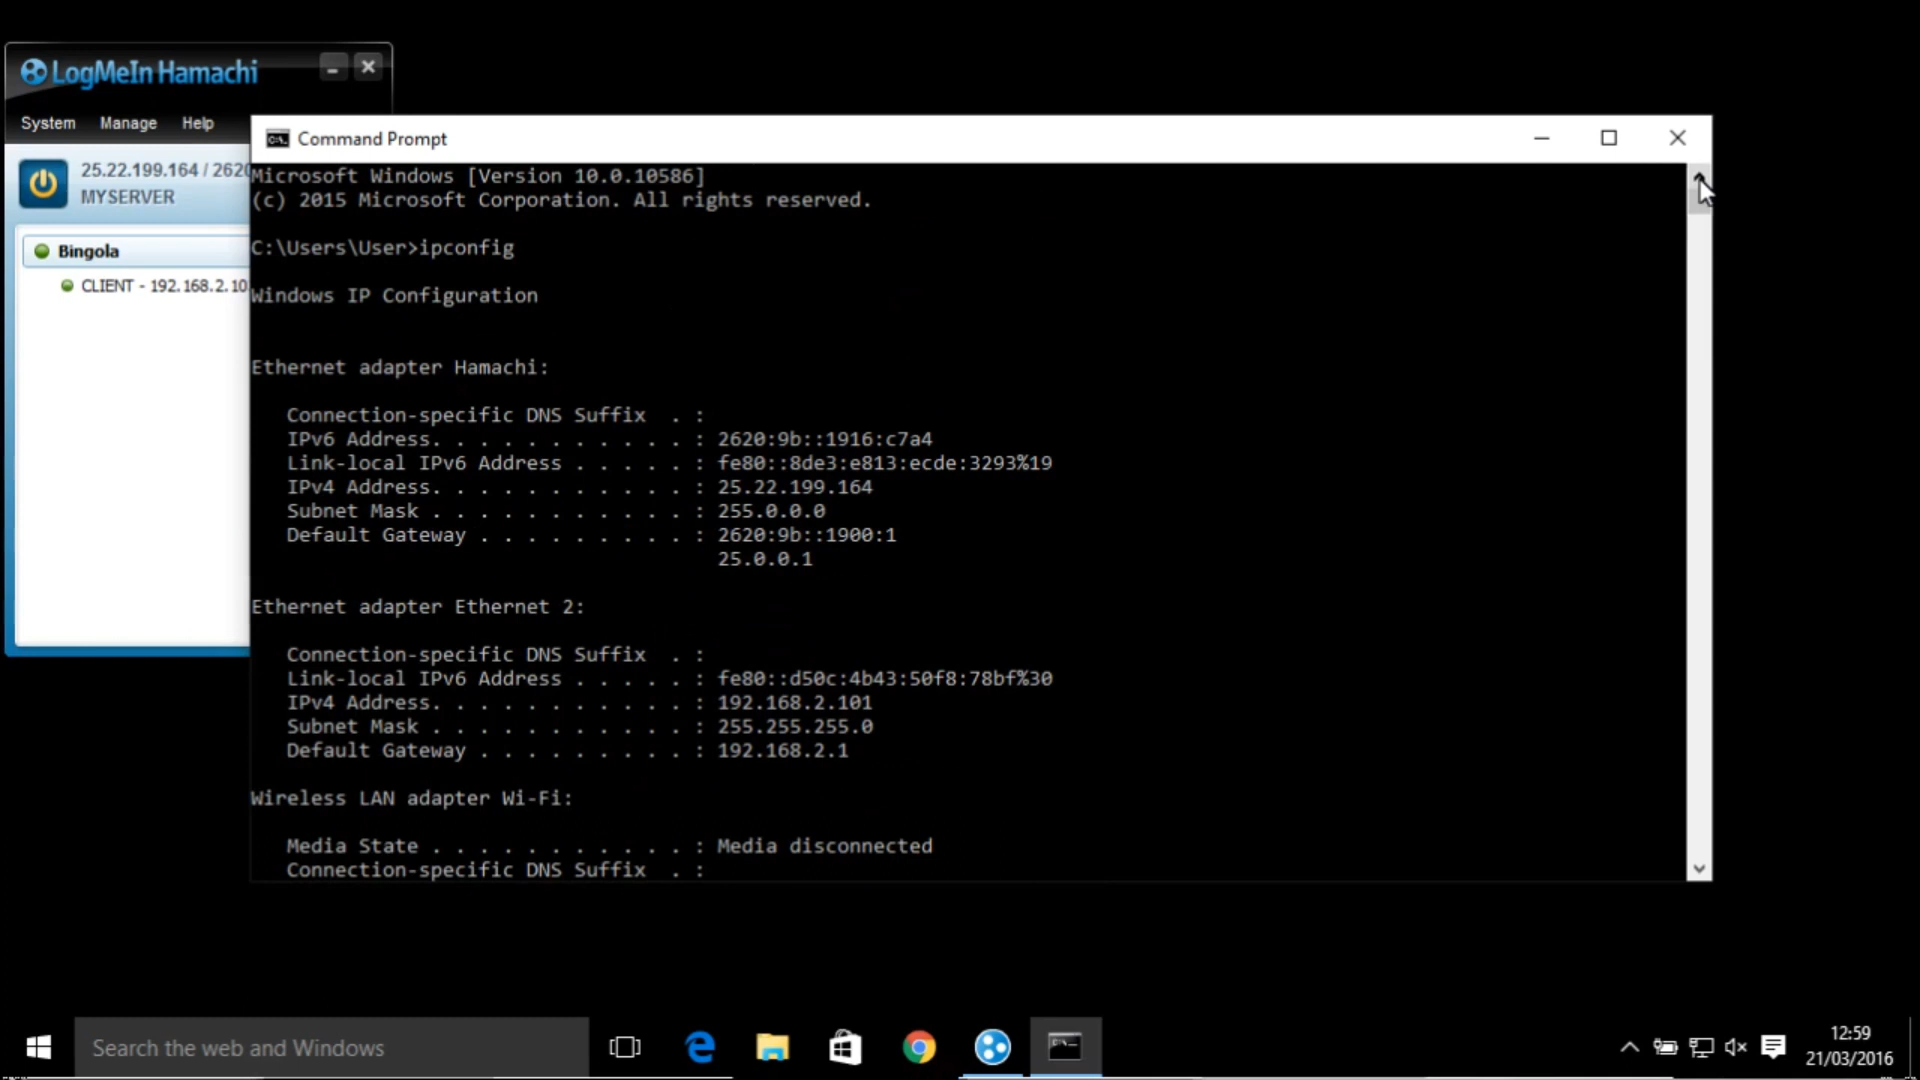 LogMeIn Hamachi
System Manage Help
25.22.199.164 / 2620
MYSERVER
Bingola
CLIENT - 192.168.2.10
Command Prompt
Microsoft Windows [Version 10.0.10586]
(c) 2015 Microsoft Corporation. All rights reserved.
C:\Users\User>ipconfig
Windows IP Configuration
Ethernet adapter Hamachi:
Connection-specific DNS Suffix . :
IPv6 Address. . . . . . . . . . . : 2620:9b::1916:c7a4
Link-local IPv6 Address . . . . . : fe80::8de3:e813:ecde:3293%19
IPv4 Address. . . . . . . . . . . : 25.22.199.164
Subnet Mask . . . . . . . . . . . : 255.0.0.0
Default Gateway . . . . . . . . . : 2620:9b::1900:1
25.0.0.1
Ethernet adapter Ethernet 2:
Connection-specific DNS Suffix . :
Link-local IPv6 Address . . . . . : fe80::d50c:4b43:50f8:78bf%30
IPv4 Address. . . . . . . . . . . : 192.168.2.101
Subnet Mask . . . . . . . . . . . : 255.255.255.0
Default Gateway . . . . . . . . . : 192.168.2.1
Wireless LAN adapter Wi-Fi:
Media State . . . . . . . . . . . : Media disconnected
Connection-specific DNS Suffix . :
Search the web and Windows
12:59
21/03/2016